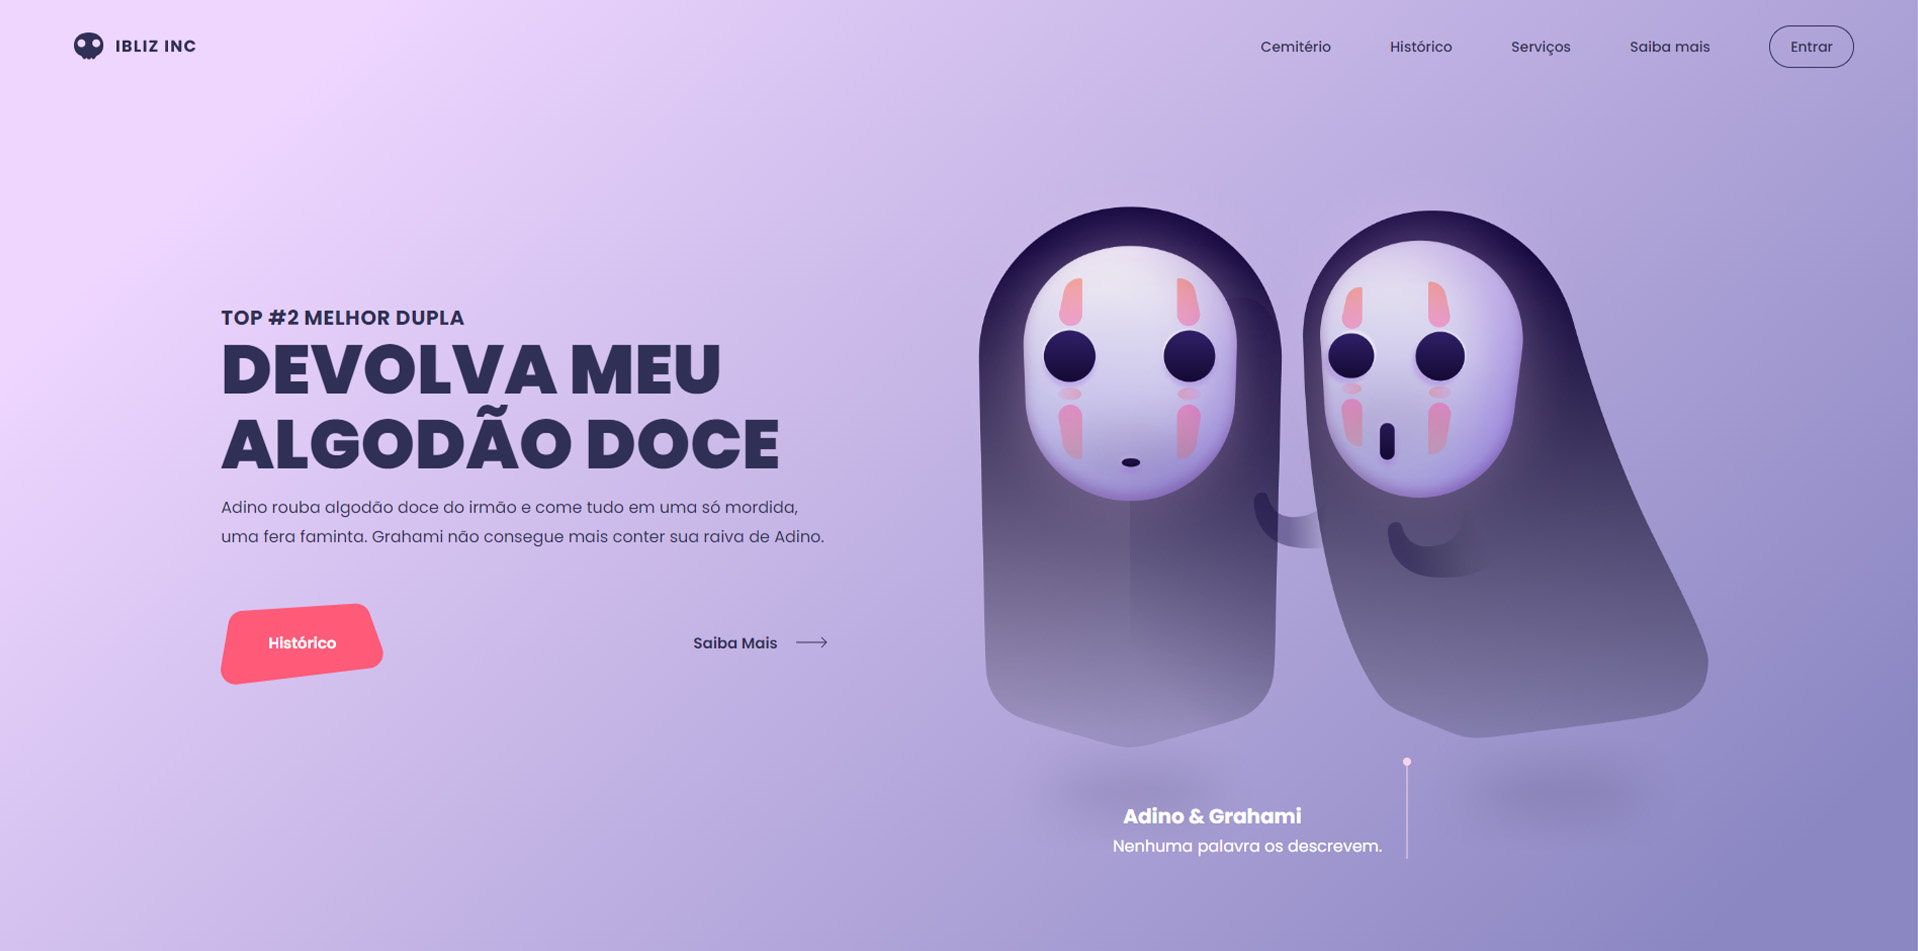 IBLIZ INC
Cemitério
Histórico
Serviços
Saiba mais
Entrar
TOP #2 MELHOR DUPLA
DEVOLVA MEU
ALGODÃO DOCE
Adino rouba algodão doce do irmão e come tudo em uma só mordida,
uma fera faminta. Grahami não consegue mais conter sua raiva de Adino.
Histórico
Saiba Mais
Adino & Grahami
Nenhuma palavra os descrevem.